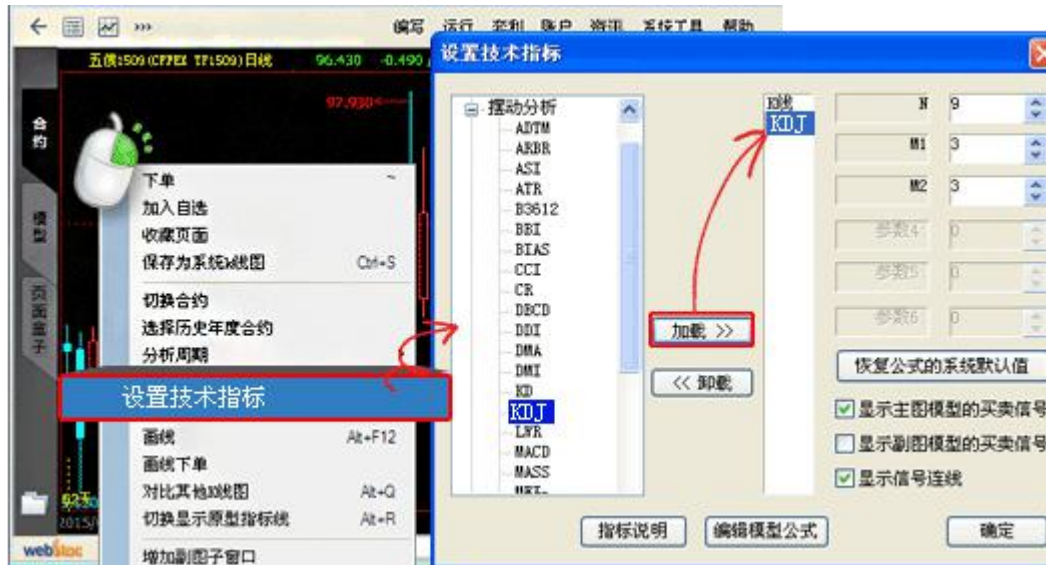 编写 运行 套利 账户 资讯 系统工具 帮助
五债1509(CFFEX TF1509)日线 96.430 -0.490
97.930
合约
模型
页面盒子
下单 ~
加入自选
收藏页面
保存为系统K线图 Ctrl+S
切换合约
选择历史年度合约
分析周期
设置技术指标
画线 Alt+F12
画线下单
对比其他K线图 Alt+Q
切换显示原型指标线 Alt+R
增加副图子窗口
92天
2015/
设置技术指标
摆动分析
ADTM
ARBR
ASI
ATR
B3612
BBI
BIAS
CCI
CR
DBCD
DDI
DMA
DMI
KD
KDJ
LWR
MACD
MASS
加载 >>
<< 卸载
K线
KDJ
N 9
M1 3
M2 3
参数4 0
参数5 0
参数6 0
恢复公式的系统默认值
显示主图模型的买卖信号
显示副图模型的买卖信号
显示信号连线
指标说明 编辑模型公式 确定